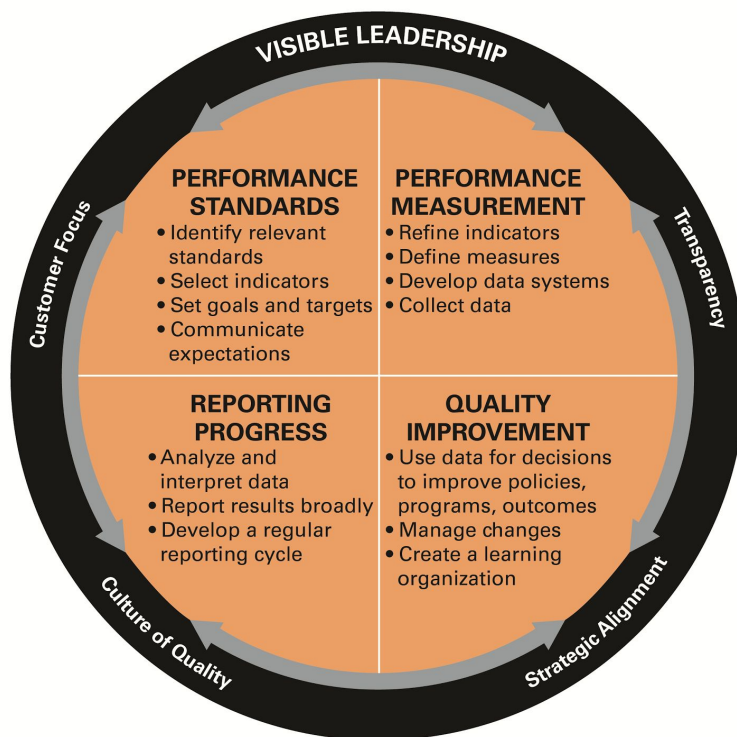 VISIBLE LEADERSHIP
Customer Focus
Transparency
PERFORMANCE
STANDARDS
• Identify relevant
standards
• Select indicators
• Set goals and targets
• Communicate
expectations
PERFORMANCE
MEASUREMENT
• Refine indicators
• Define measures
• Develop data systems
• Collect data
REPORTING
PROGRESS
• Analyze and
interpret data
• Report results broadly
• Develop a regular
reporting cycle
QUALITY
IMPROVEMENT
• Use data for decisions
to improve policies,
programs, outcomes
• Manage changes
• Create a learning
organization
Culture of Quality
Strategic Alignment